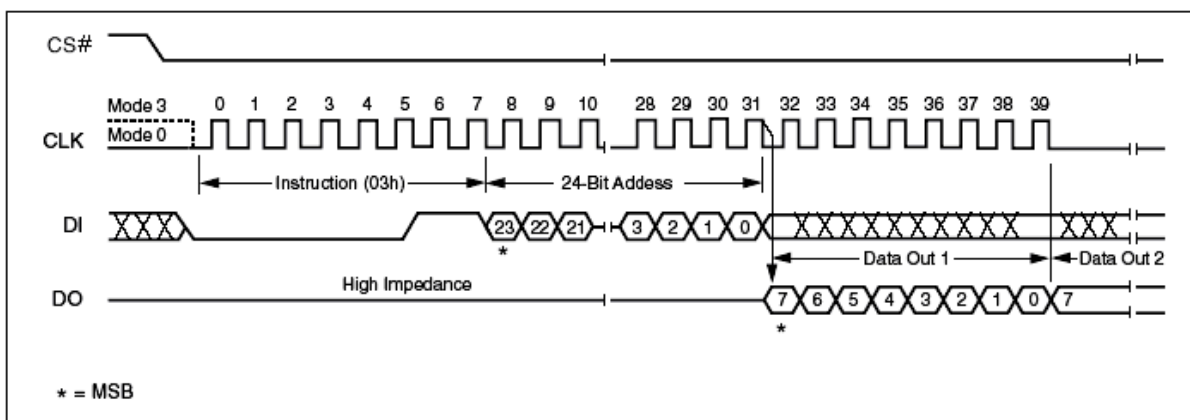 CS#
Mode 3 0 1 2 3 4 5 6 7 8 9 10 28 29 30 31 32 33 34 35 36 37 38 39
CLK Mode 0
Instruction (03h) 24-Bit Addess
DI 23 22 21 3 2 1 0
* Data Out 1 Data Out 2
High Impedance
DO 7 6 5 4 3 2 1 0 7
*
* = MSB